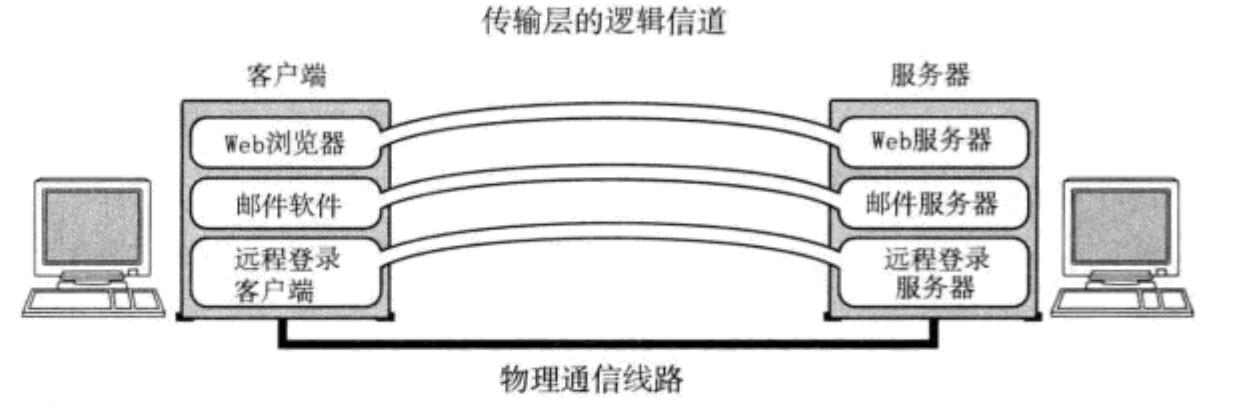 传输层的逻辑信道
客户端
服务器
Web浏览器
Web服务器
邮件软件
邮件服务器
远程登录
客户端
远程登录
服务器
物理通信线路